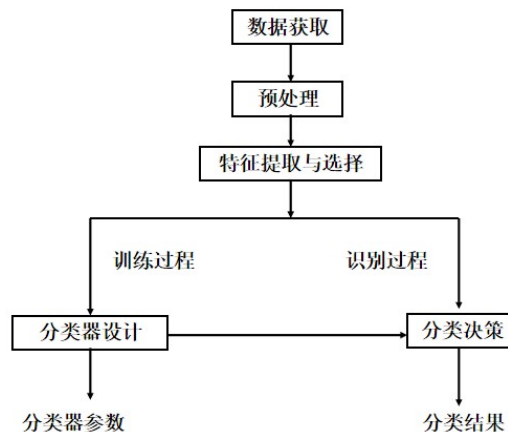 数据获取
预处理
特征提取与选择
训练过程
识别过程
分类器设计
分类决策
分类器参数
分类结果